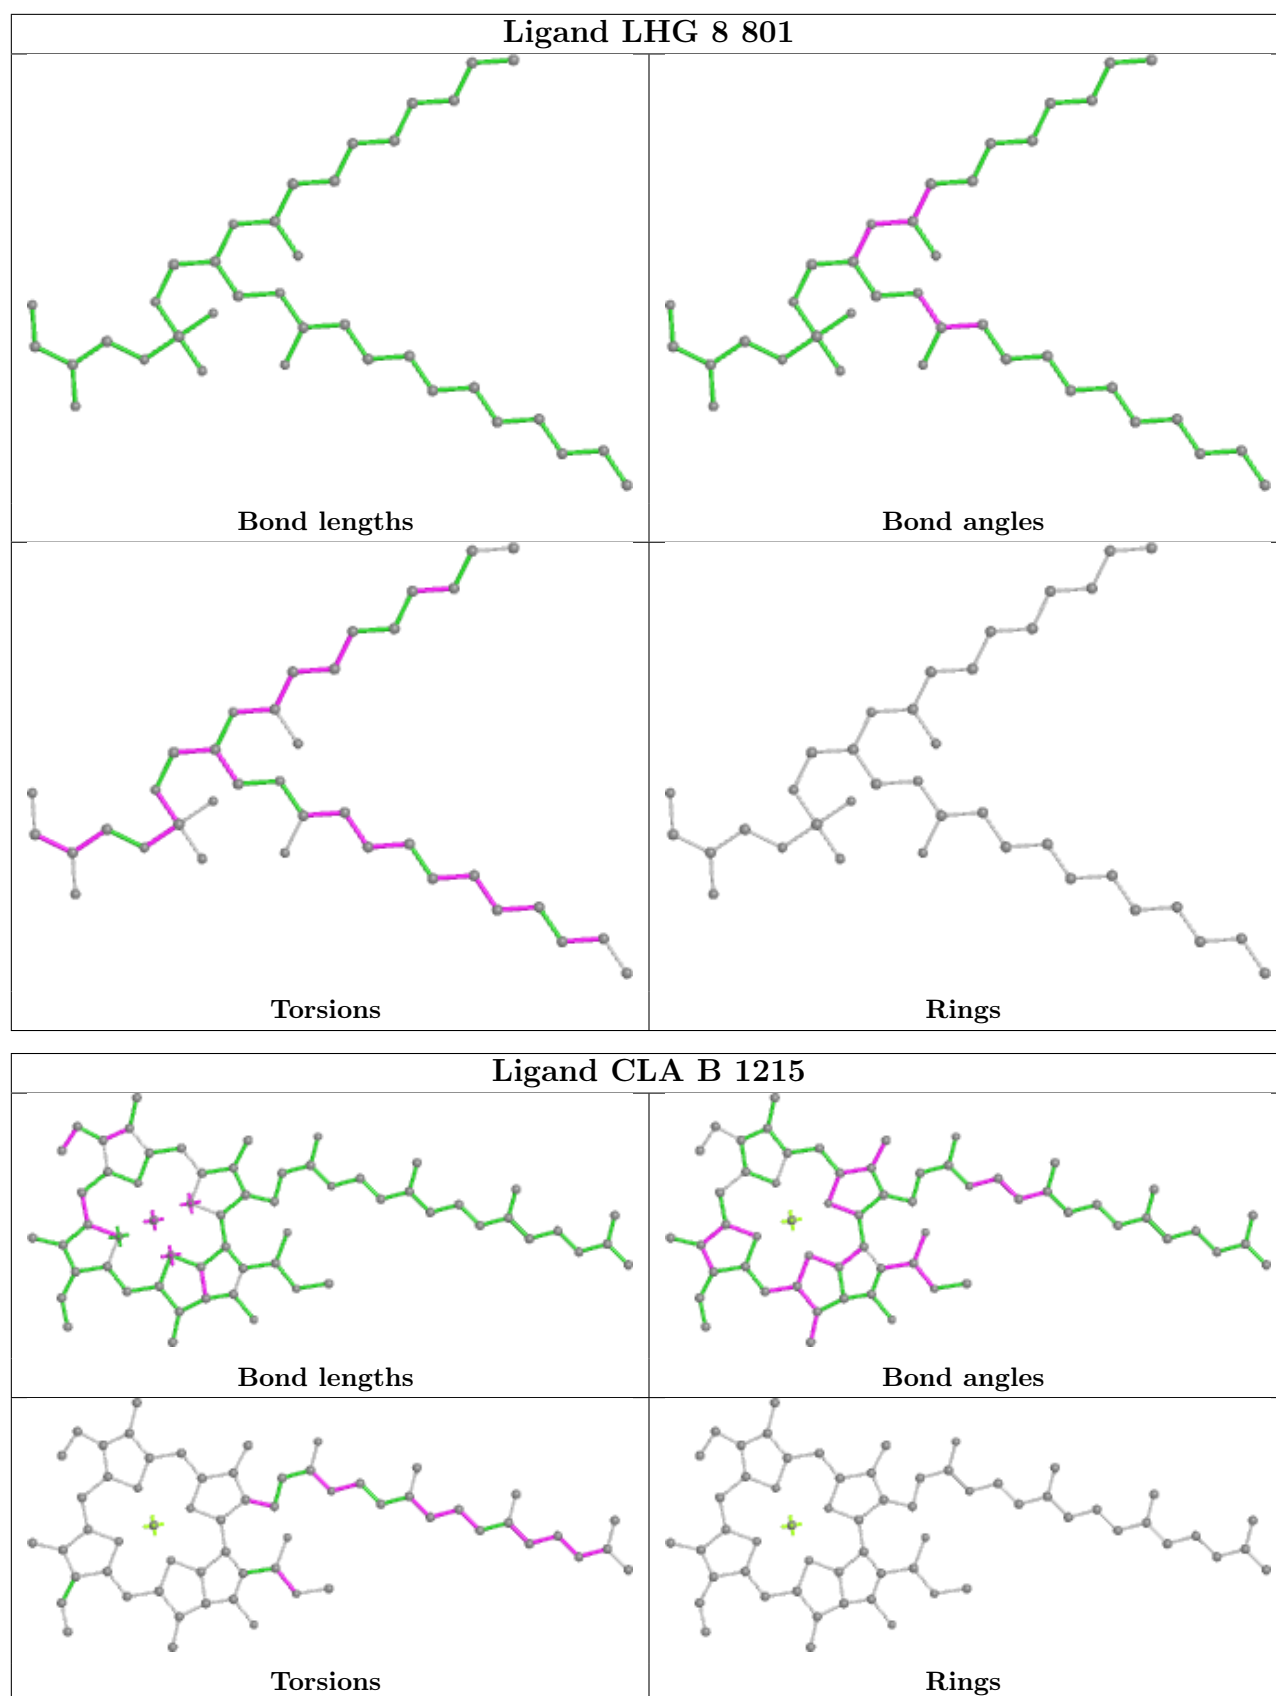 Ligand LHG 8 801
Bond lengths
Bond angles
Torsions
Rings
Ligand CLA B 1215
Bond lengths
Bond angles
Torsions
Rings